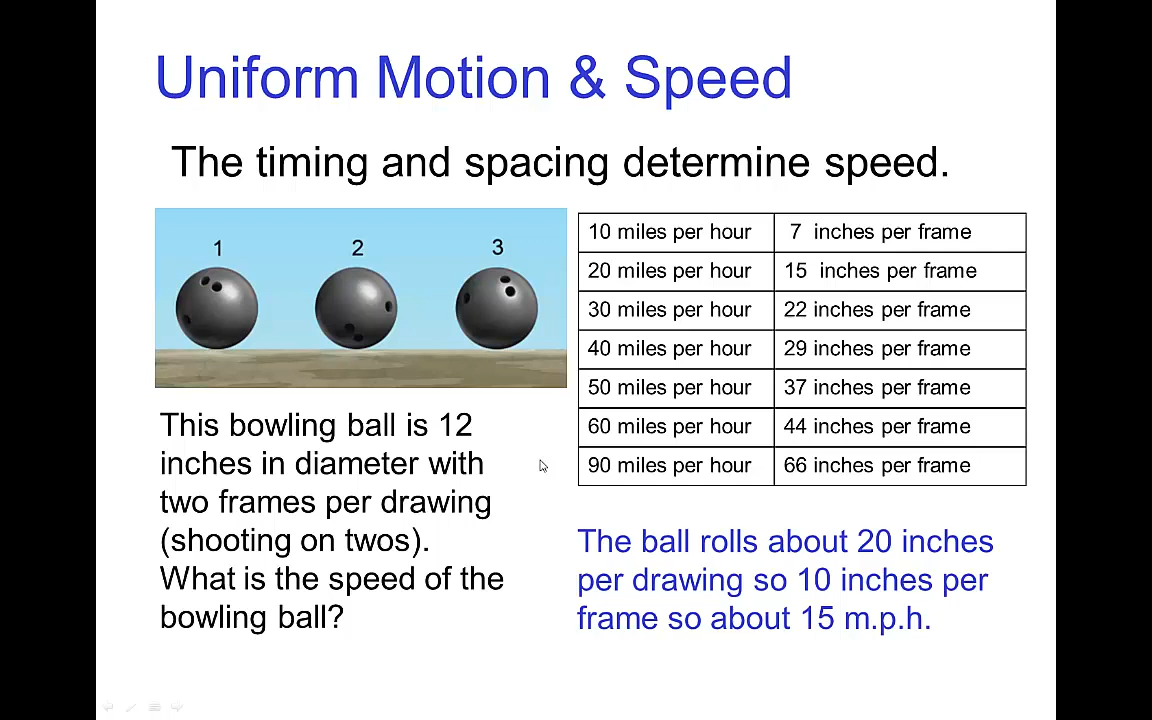 Uniform Motion & Speed
The timing and spacing determine speed.
1 2 3
10 miles per hour 7 inches per frame
20 miles per hour 15 inches per frame
30 miles per hour 22 inches per frame
40 miles per hour 29 inches per frame
50 miles per hour 37 inches per frame
60 miles per hour 44 inches per frame
90 miles per hour 66 inches per frame
This bowling ball is 12
inches in diameter with
two frames per drawing
(shooting on twos).
What is the speed of the
bowling ball?
The ball rolls about 20 inches
per drawing so 10 inches per
frame so about 15 m.p.h.